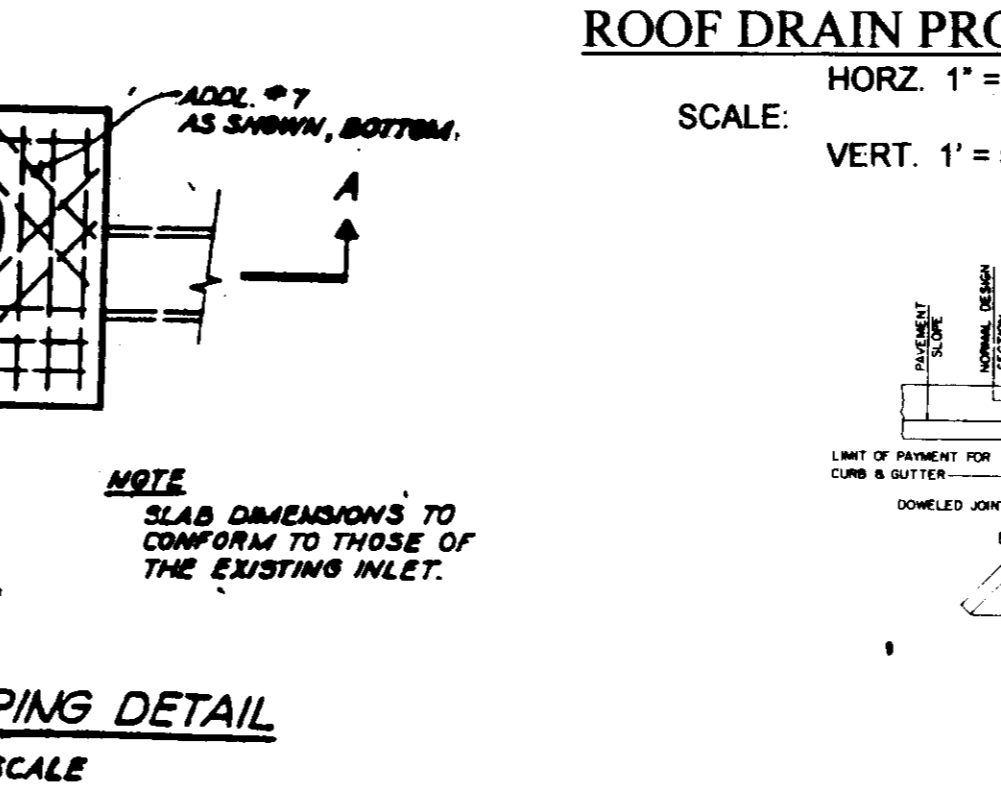 ADDL. #7
AS SHOWN, BOTTOM.
A
NOTE
SLAB DIMENSIONS TO
CONFORM TO THOSE OF
THE EXISTING INLET.
PING DETAIL
SCALE
ROOF DRAIN PRO
HORZ. 1" =
SCALE:
VERT. 1' =
PAVEMENT
SLOPE
NORMAL DESIGN
SECTION
LIMIT OF PAYMENT FOR
CURB & GUTTER
DOWELED JOINT